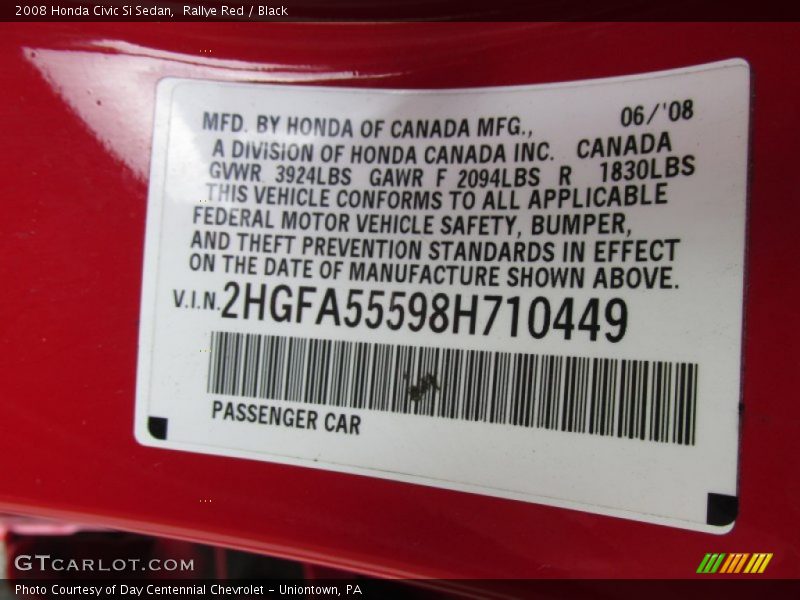 2008 Honda Civic Si Sedan,  Rallye Red / Black
06/'08
MFD. BY HONDA OF CANADA MFG.,
A DIVISION OF HONDA CANADA INC.  CANADA
GVWR 3924LBS  GAWR F 2094LBS  R  1830LBS
THIS VEHICLE CONFORMS TO ALL APPLICABLE
FEDERAL MOTOR VEHICLE SAFETY, BUMPER,
AND THEFT PREVENTION STANDARDS IN EFFECT
ON THE DATE OF MANUFACTURE SHOWN ABOVE.
V.I.N.2HGFA55598H710449
PASSENGER CAR
GTCARLOT.COM
Photo Courtesy of Day Centennial Chevrolet - Uniontown, PA